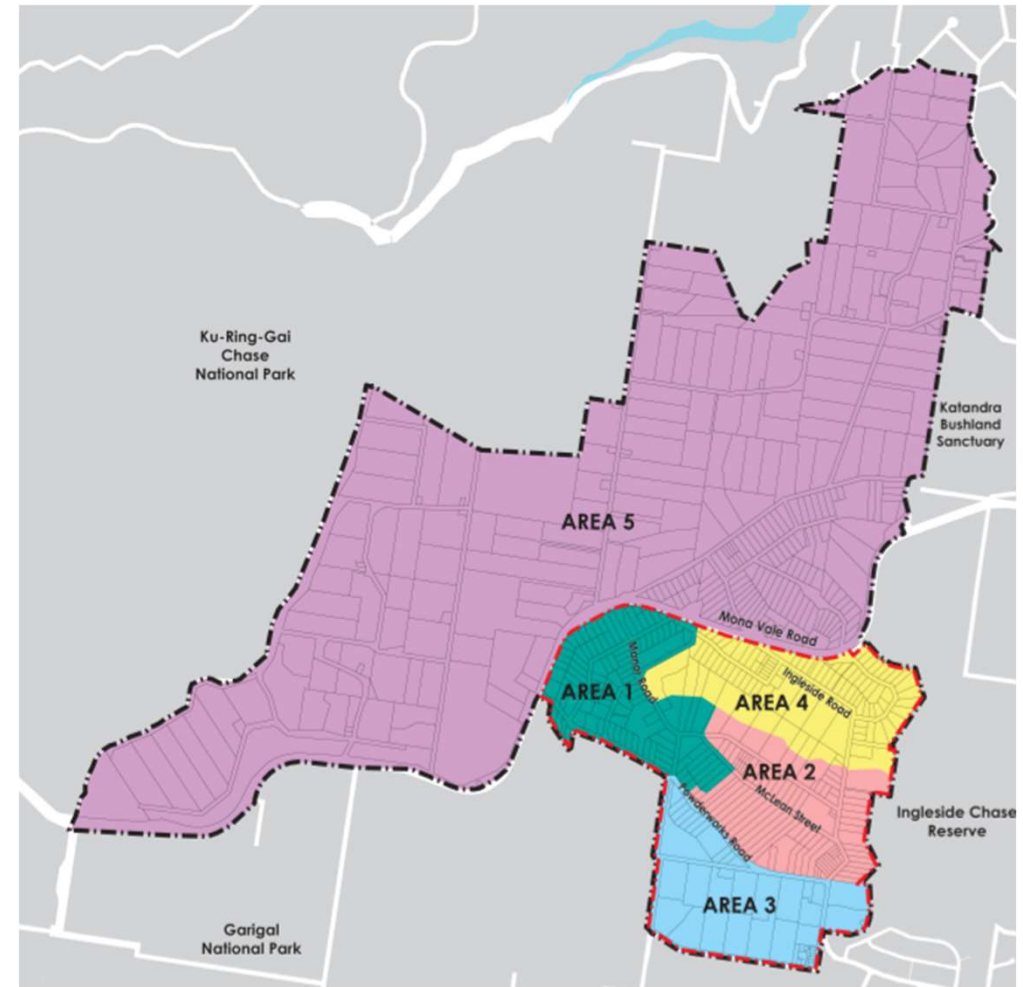 Ku-Ring-Gai
Chase
National Park
Katandra
Bushland
Sanctuary
AREA 5
Mona Vale Road
Manor Road
Ingleside Road
AREA 1
AREA 4
AREA 2
McLean Street
Powderworks Road
Ingleside Chase
Reserve
AREA 3
Garigal
National Park